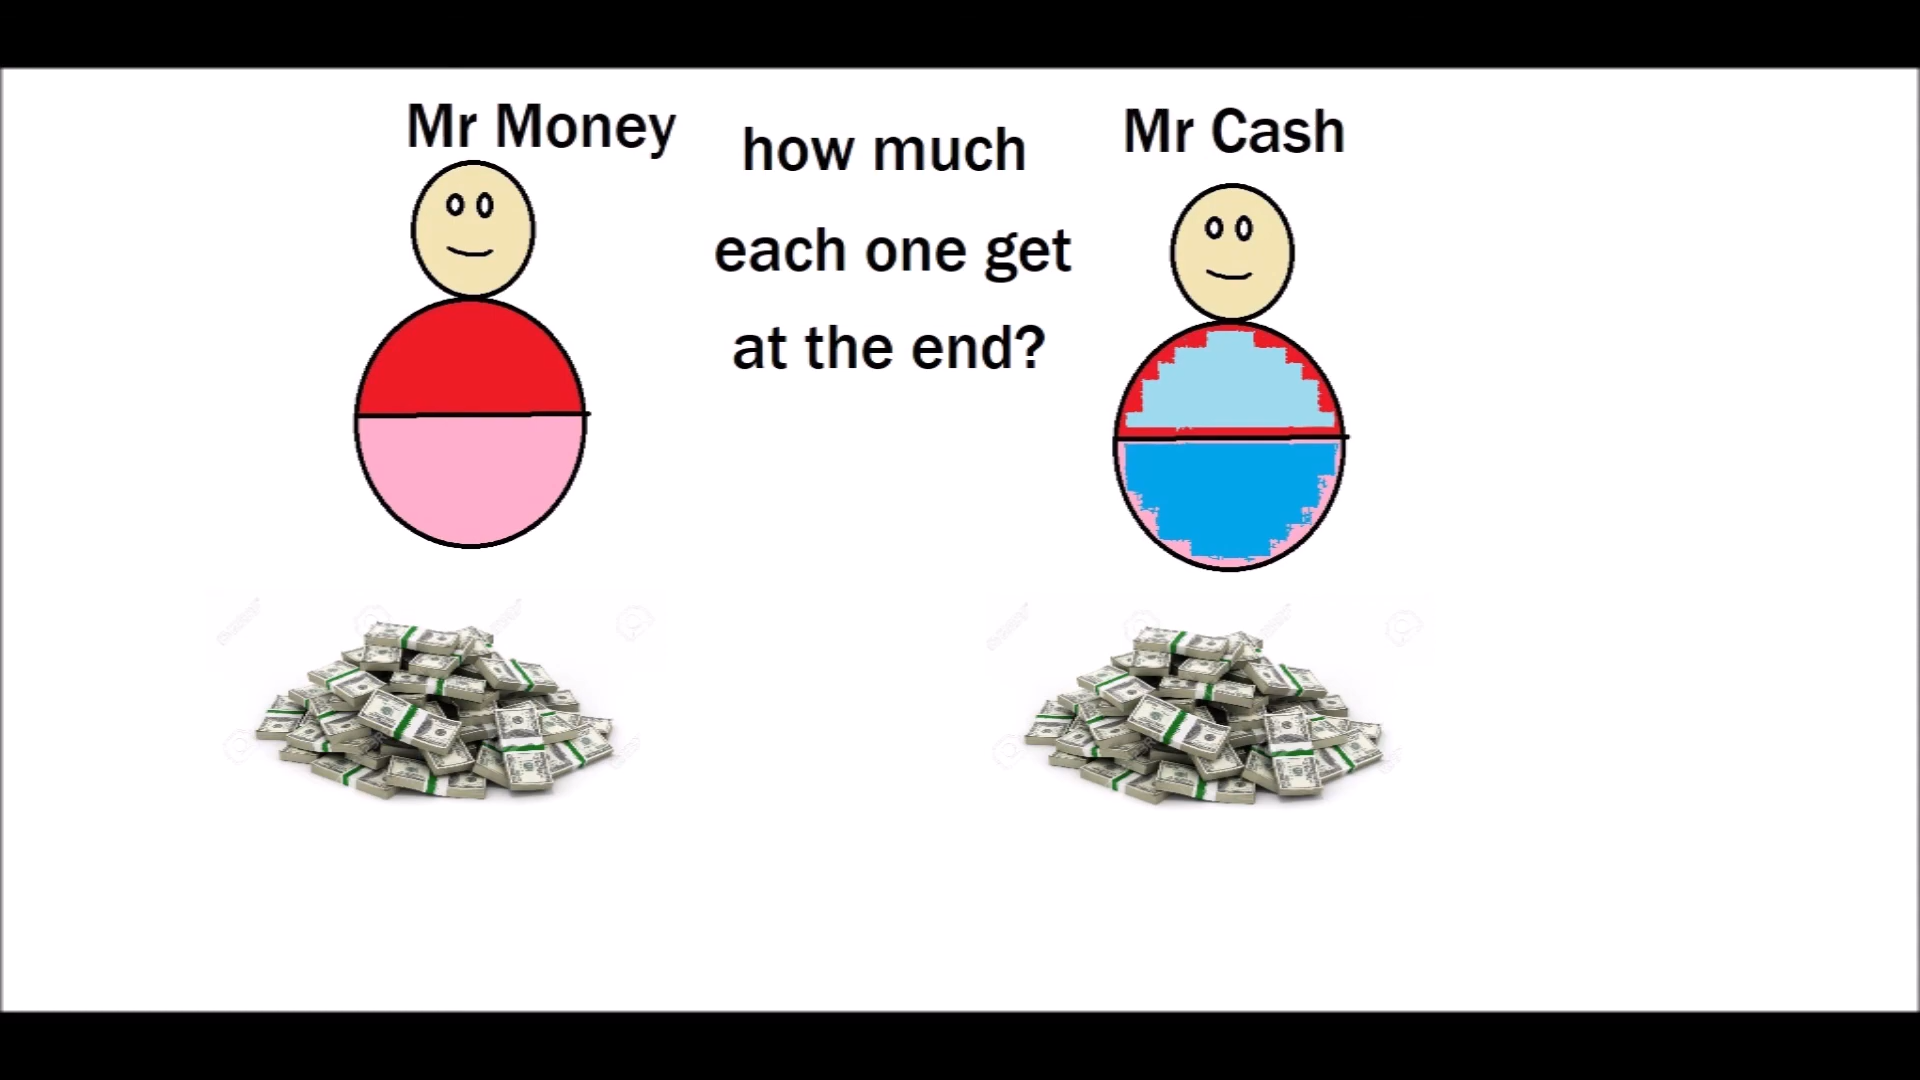 Mr Money
how much
each one get
at the end?
Mr Cash